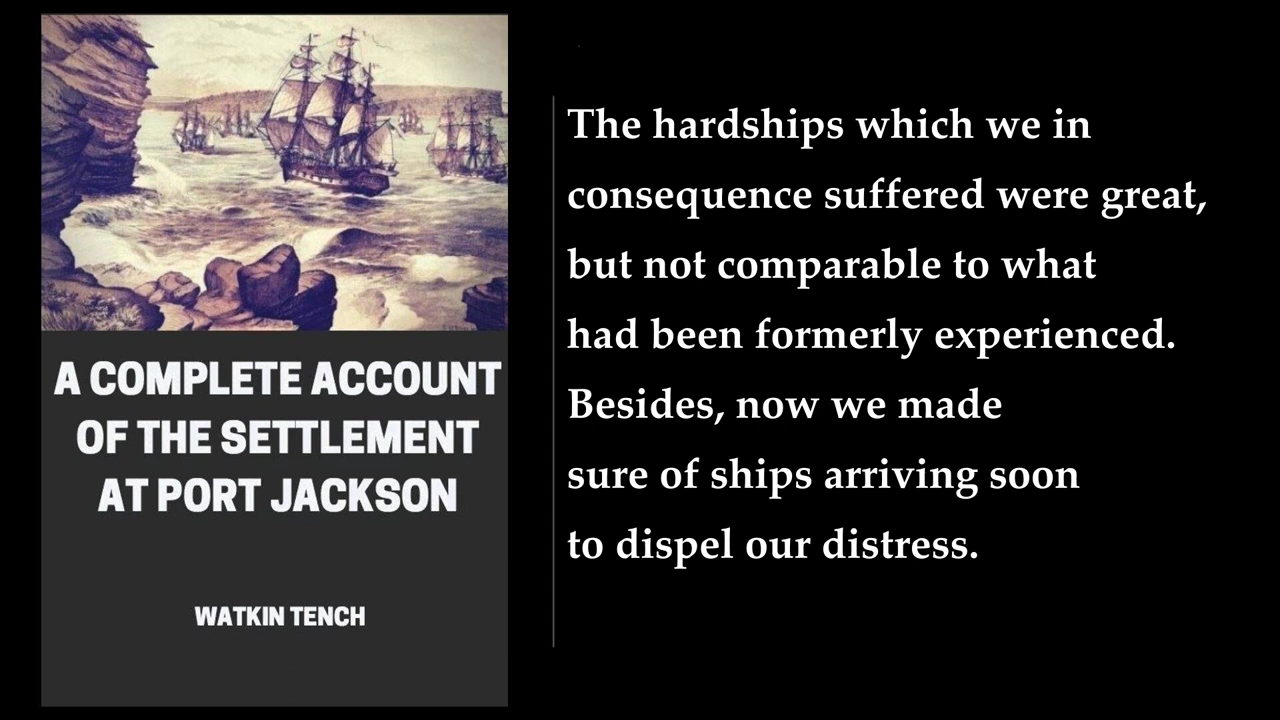 A COMPLETE ACCOUNT
OF THE SETTLEMENT
AT PORT JACKSON
WATKIN TENCH
The hardships which we in
consequence suffered were great,
but not comparable to what
had been formerly experienced.
Besides, now we made
sure of ships arriving soon
to dispel our distress.